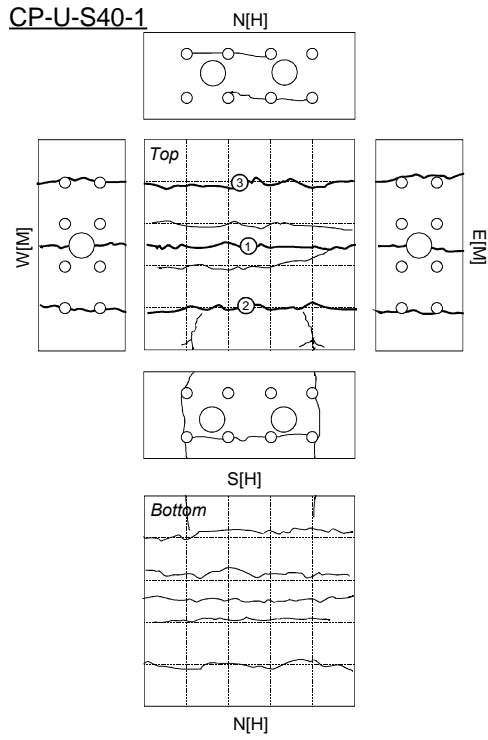 CP-U-S40-1
N[H]
Top
3
W[M]
1
E[M]
2
S[H]
Bottom
N[H]